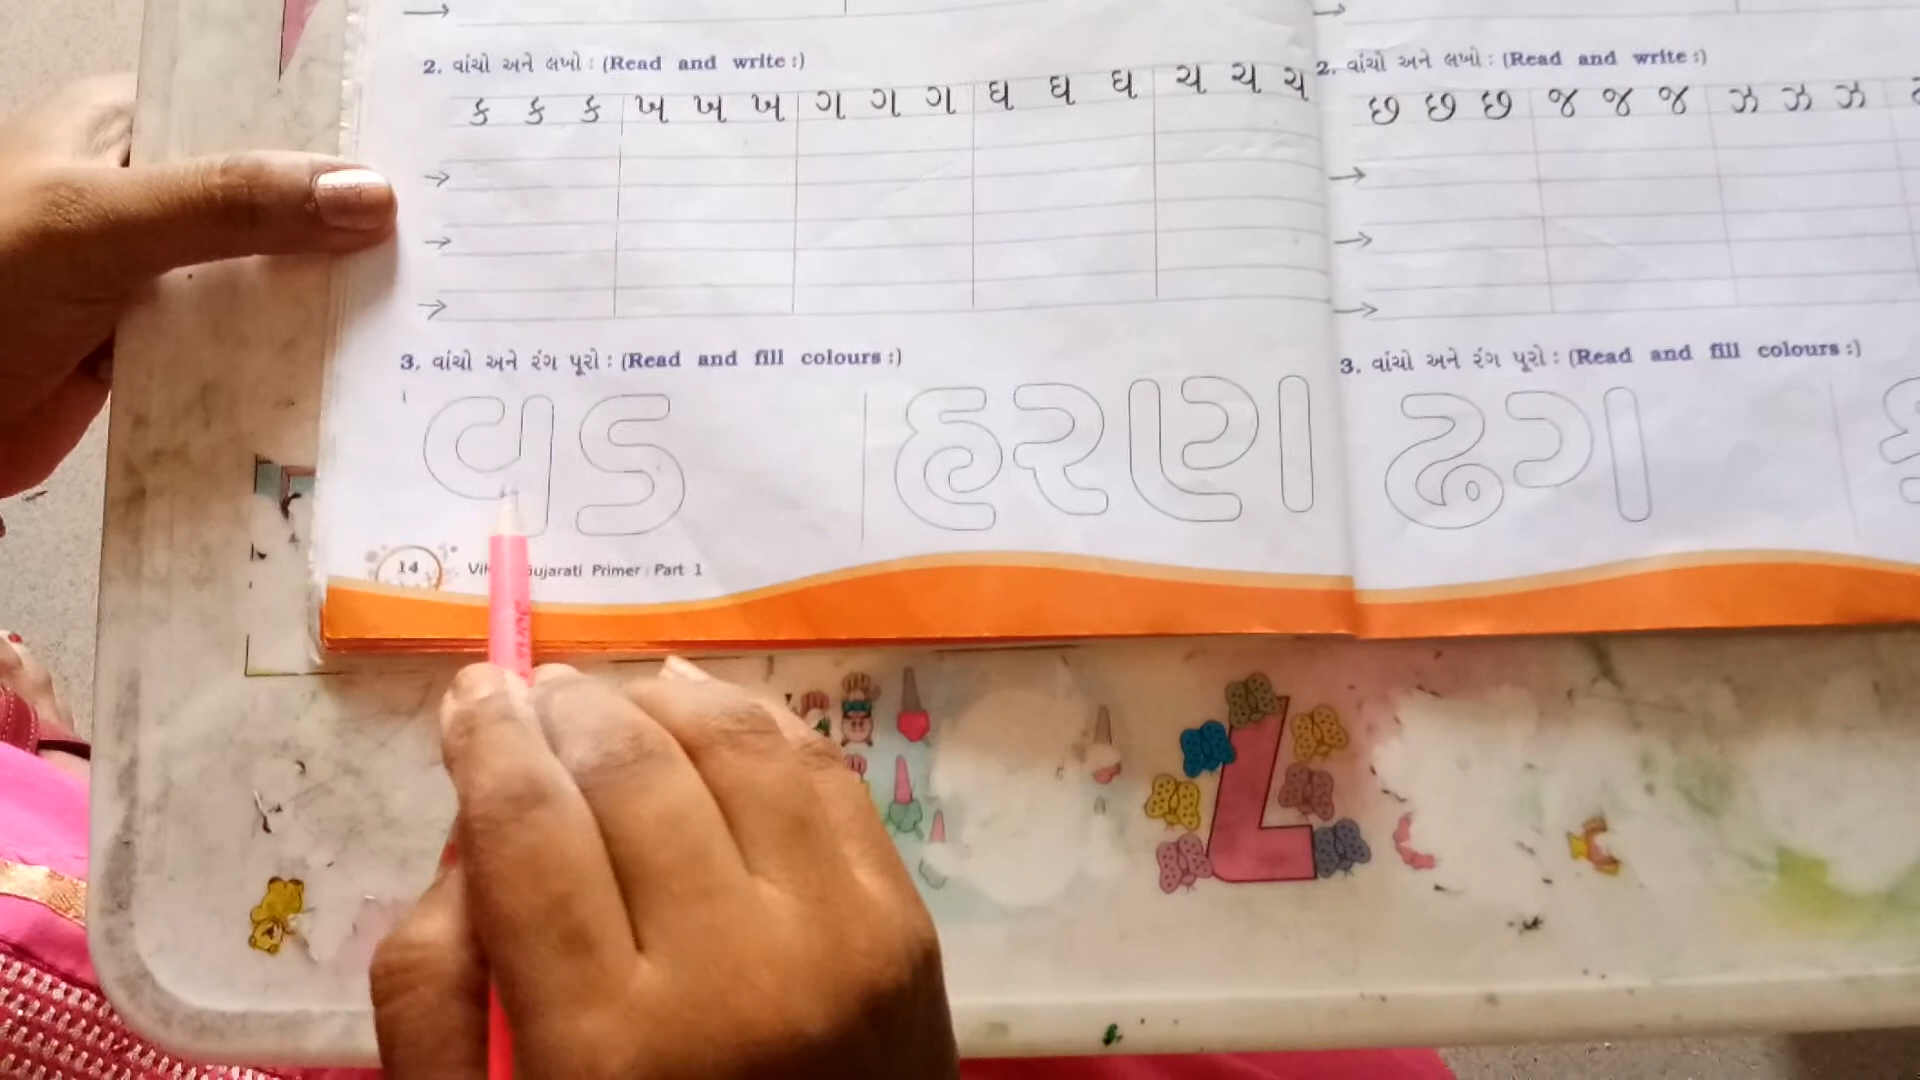 2. વાંચો અને લખો : (Read and write :)
ક ક ક ખ ખ ખ ગ ગ ગ ઘ ઘ ઘ ચ ચ ચ
3. વાંચો અને રંગ પૂરો : (Read and fill colours :)
વડ હરણ
14 Gujarati Primer : Part 1
2. વાંચો અને લખો : (Read and write :)
છ છ છ જ જ જ ઝ ઝ ઝ
3. વાંચો અને રંગ પૂરો : (Read and fill colours :)
ઢગ
L